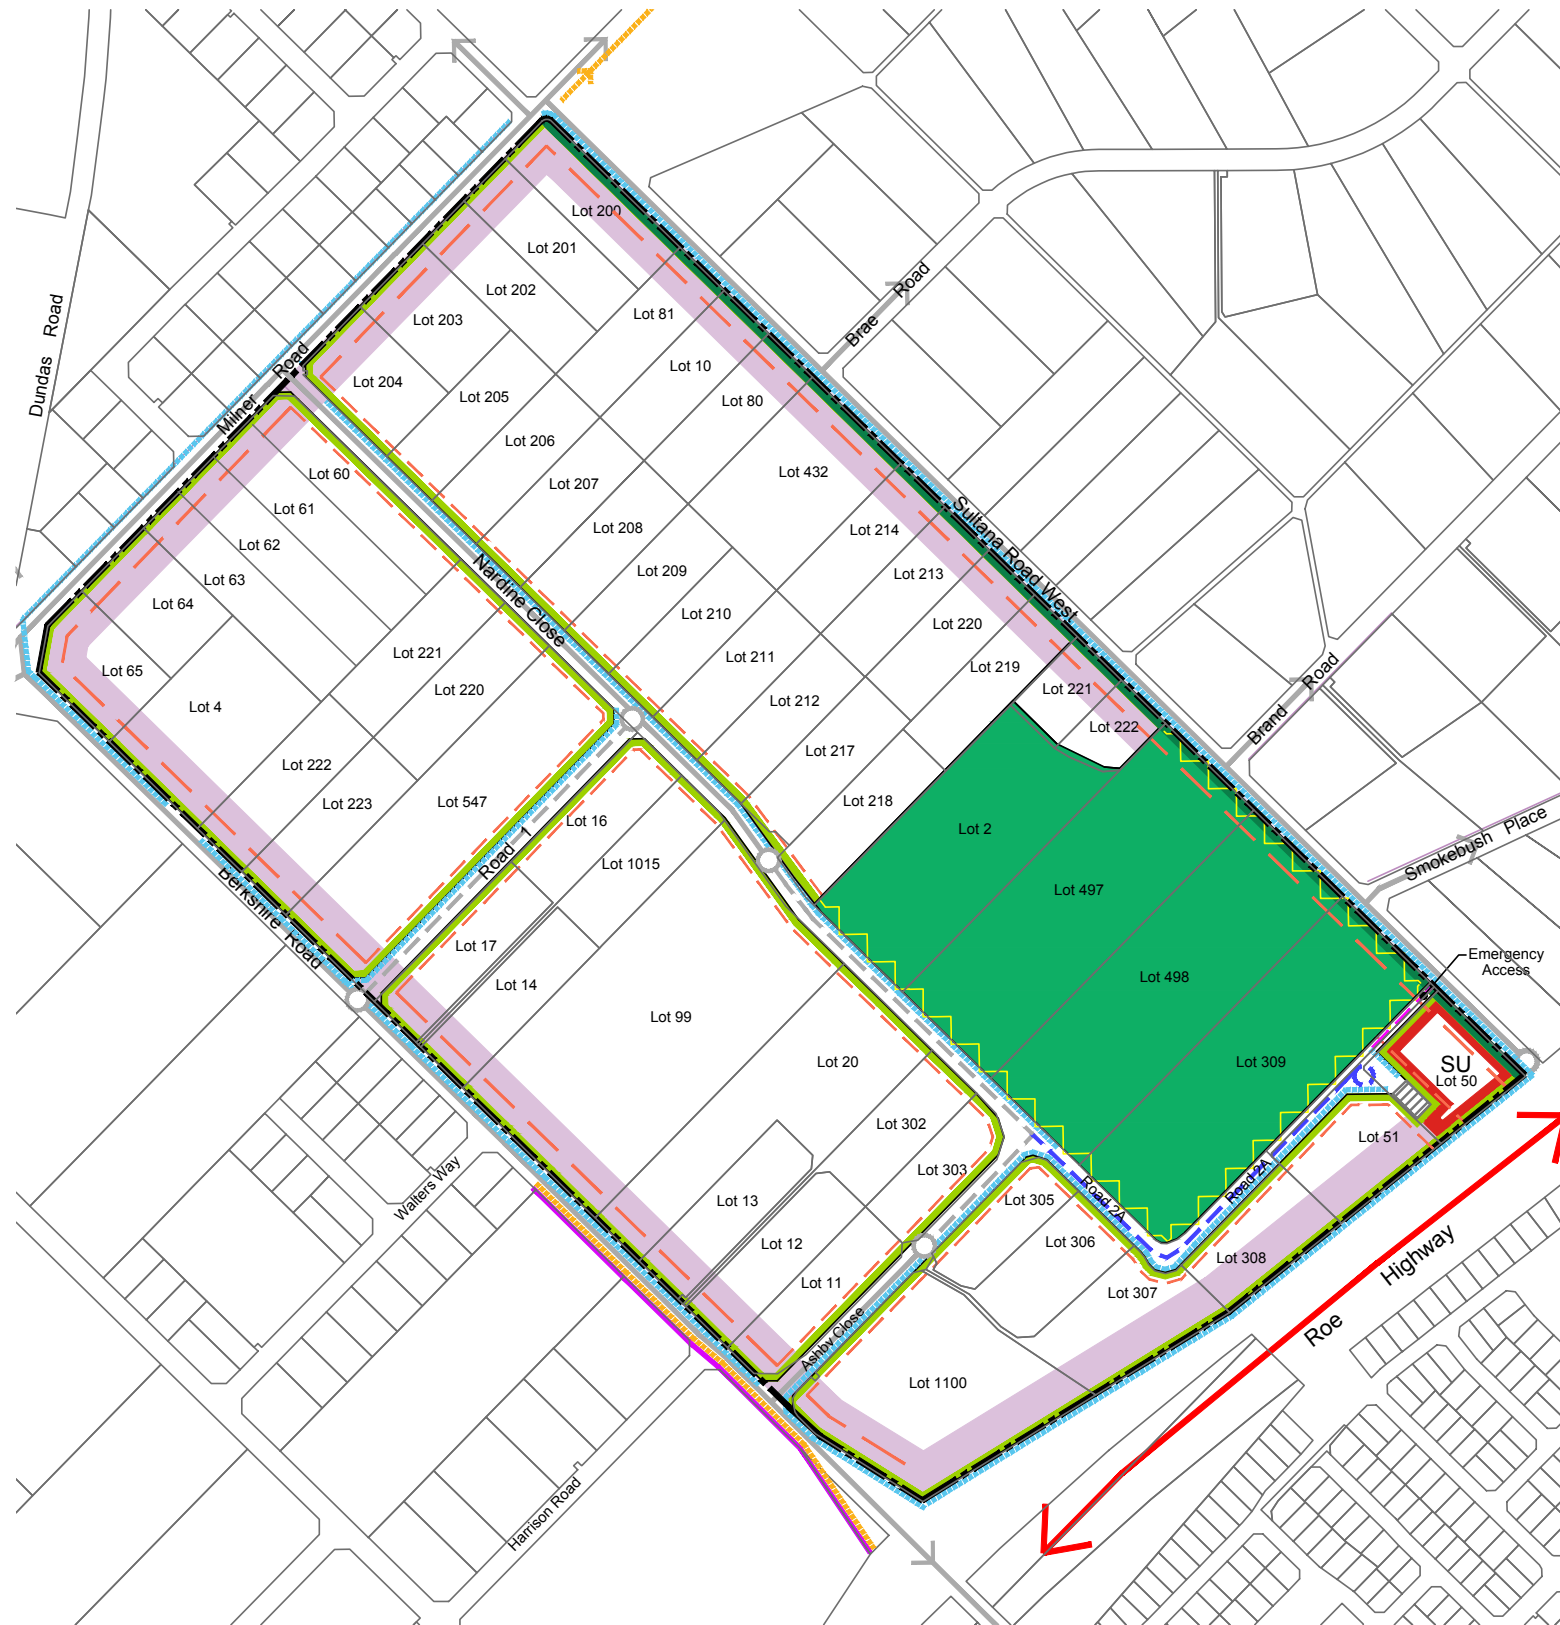 Lot 200
Lot 201
Lot 202
Lot 203
Lot 204
Lot 81
Lot 10
Lot 80
Brae Road
Dundas Road
Milner Road
Lot 205
Lot 206
Lot 207
Lot 208
Lot 209
Lot 210
Lot 211
Lot 212
Lot 217
Lot 218
Lot 432
Lot 214
Lot 213
Lot 220
Lot 219
Lot 221
Lot 222
Sultana Road West
Brand Road
Smokebush Place
Lot 60
Lot 61
Lot 62
Lot 63
Lot 64
Lot 65
Lot 4
Lot 221
Lot 220
Lot 222
Lot 223
Lot 547
Nardine Close
Road 1
Berkshire Road
Lot 16
Lot 1015
Lot 17
Lot 14
Lot 99
Lot 20
Lot 2
Lot 497
Lot 498
Lot 309
Emergency
Access
SU
Lot 50
Lot 51
Lot 302
Lot 303
Lot 13
Lot 12
Lot 11
Lot 305
Lot 306
Lot 307
Lot 308
Road 2A
Road 2A
Ashby Close
Lot 1100
Walters Way
Harrison Road
Roe Highway